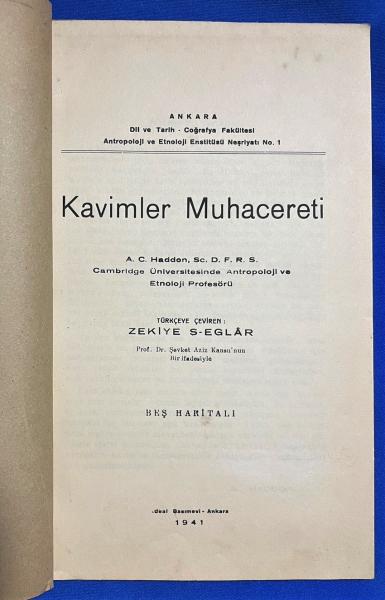 ANKARA
Dil ve Tarih - Coğrafya Fakültesi
Antropoloji ve Etnoloji Enstitüsü Neşriyatı No. 1
Kavimler Muhacereti
A. C. Haddon, Sc. D. F. R. S.
Cambridge Üniversitesinde Antropoloji ve
Etnoloji Profesörü
TÜRKÇEYE ÇEVİREN :
ZEKİYE S-EGLÂR
Prof. Dr. Şevket Aziz Kansu'nun
Bir ifadesiyle
BEŞ HARİTALI
İdeal Basımevi - Ankara
1941